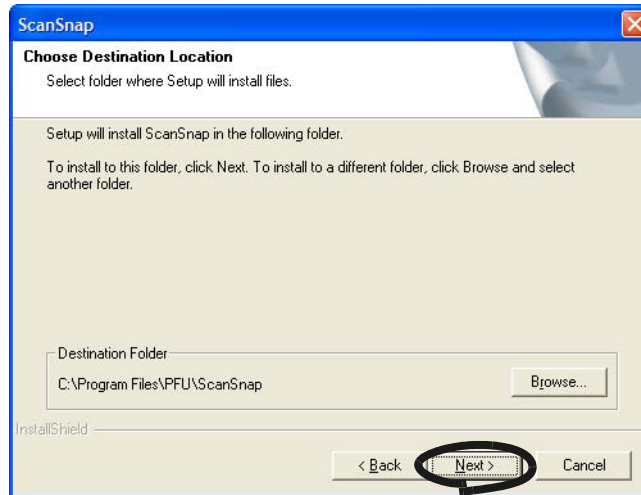 ScanSnap
Choose Destination Location
Select folder where Setup will install files.
Setup will install ScanSnap in the following folder.
To install to this folder, click Next. To install to a different folder, click Browse and select
another folder.
Destination Folder
C:\Program Files\PFU\ScanSnap
Browse...
InstallShield
< Back
Next >
Cancel